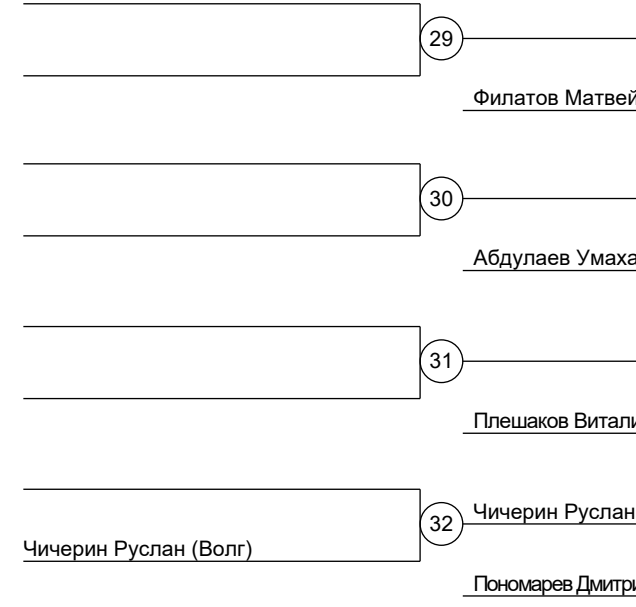 29
Филатов Матвей
30
Абдулаев Умаха
31
Плешаков Витали
Чичерин Руслан
32
Чичерин Руслан (Волг)
Пономарев Дмитри